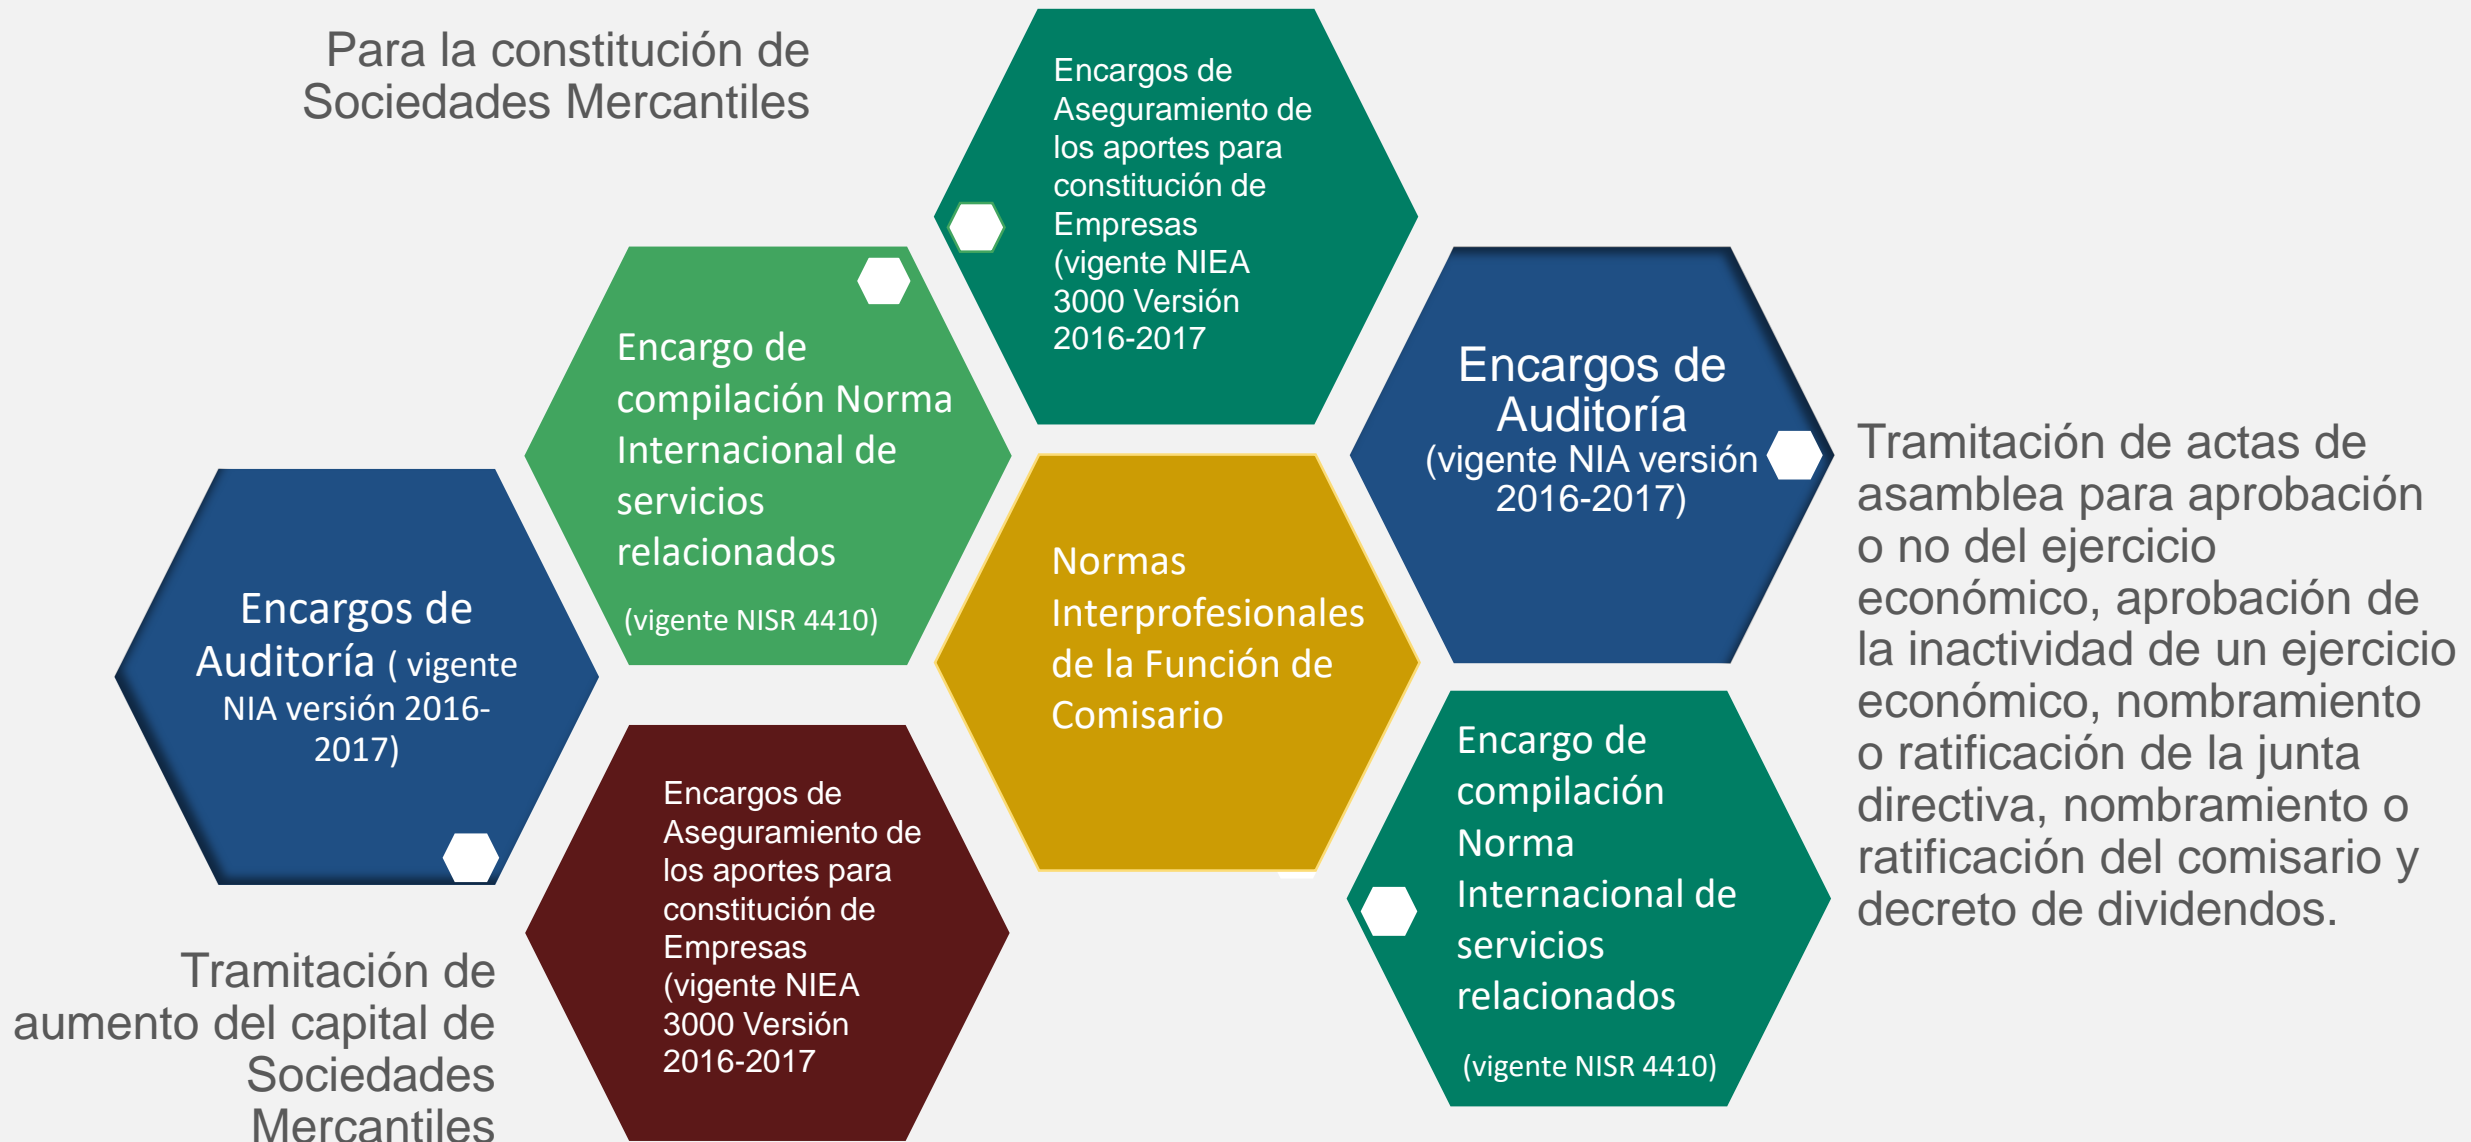 Para la constitución de
Sociedades Mercantiles
Encargos de
Aseguramiento de
los aportes para
constitución de
Empresas
(vigente NIEA
3000 Versión
2016-2017
Encargo de
compilación Norma
Internacional de
servicios
relacionados
(vigente NISR 4410)
Encargos de
Auditoría
(vigente NIA versión
2016-2017)
Tramitación de actas de
asamblea para aprobación
o no del ejercicio
económico, aprobación de
la inactividad de un ejercicio
económico, nombramiento
o ratificación de la junta
directiva, nombramiento o
ratificación del comisario y
decreto de dividendos.
Encargos de
Auditoría ( vigente
NIA versión 2016-
2017)
Normas
Interprofesionales
de la Función de
Comisario
Encargo de
compilación
Norma
Internacional de
servicios
relacionados
(vigente NISR 4410)
Encargos de
Aseguramiento de
los aportes para
constitución de
Empresas
(vigente NIEA
3000 Versión
2016-2017
Tramitación de
aumento del capital de
Sociedades
Mercantiles